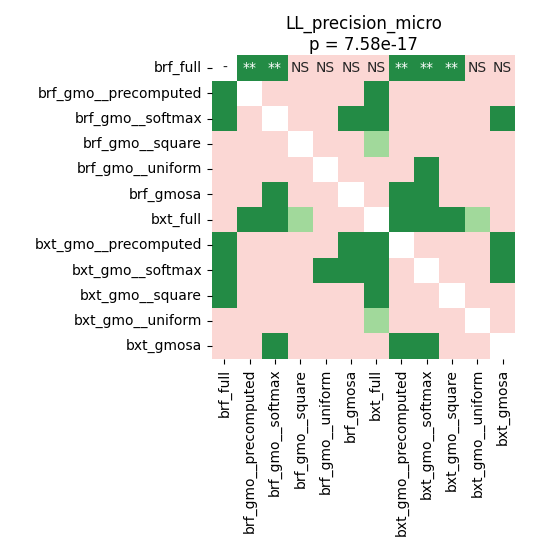 LL_precision_micro
p = 7.58e-17
brf_full - ** ** NS NS NS NS ** ** ** NS NS
brf_gmo__precomputed
brf_gmo__softmax
brf_gmo__square
brf_gmo__uniform
brf_gmosa
bxt_full
bxt_gmo__precomputed
bxt_gmo__softmax
bxt_gmo__square
bxt_gmo__uniform
bxt_gmosa
brf_full
brf_gmo__precomputed
brf_gmo__softmax
brf_gmo__square
brf_gmo__uniform
brf_gmosa
bxt_full
bxt_gmo__precomputed
bxt_gmo__softmax
bxt_gmo__square
bxt_gmo__uniform
bxt_gmosa